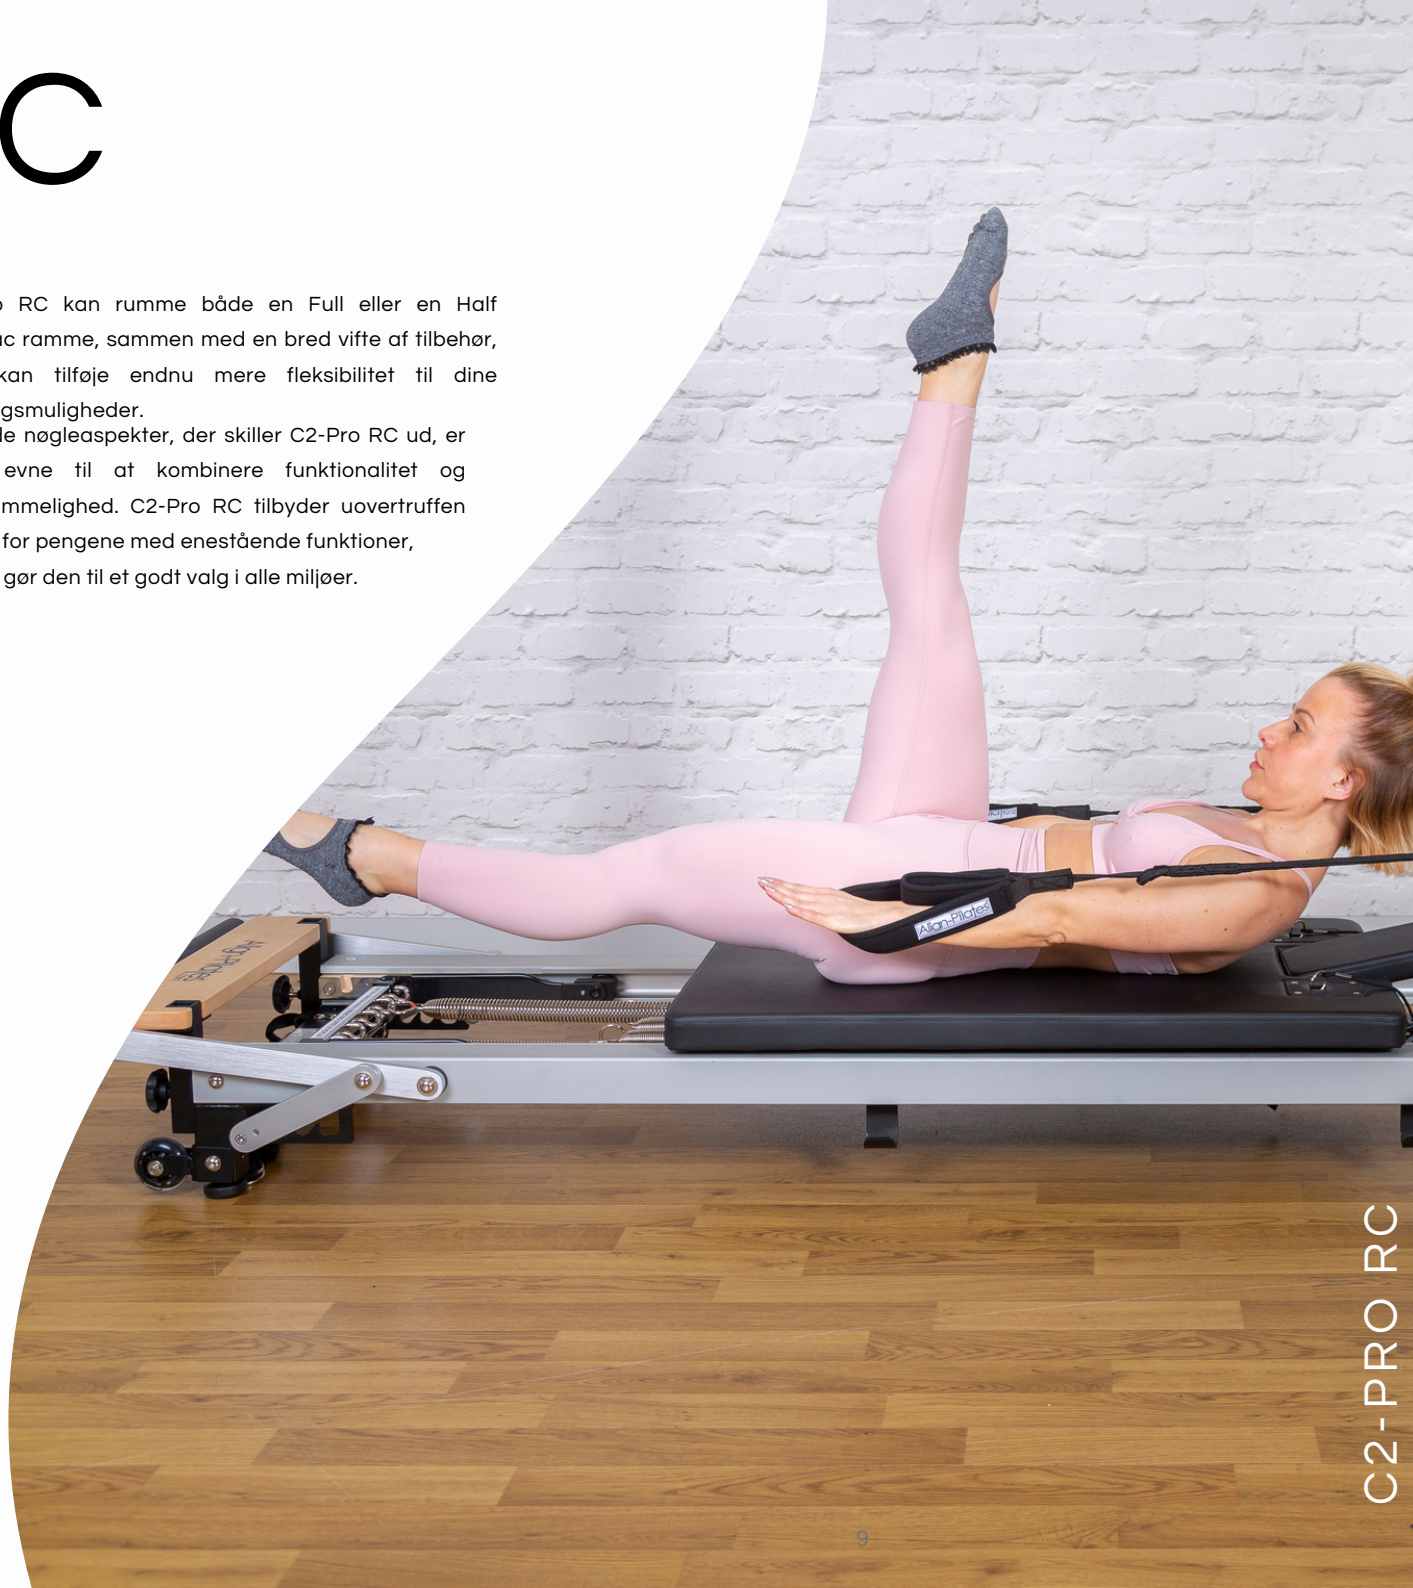 C
RC kan rumme både en Full eller en Half
ramme, sammen med en bred vifte af tilbehør,
kan tilføje endnu mere fleksibilitet til dine
gsmuligheder.
nøgleaspekter, der skiller C2-Pro RC ud, er
evne til at kombinere funktionalitet og
mmelighed. C2-Pro RC tilbyder uovertruffen
for pengene med enestående funktioner,
gør den til et godt valg i alle miljøer.
Align-Pilates
Align-Pilates
C2-PRO RC
9